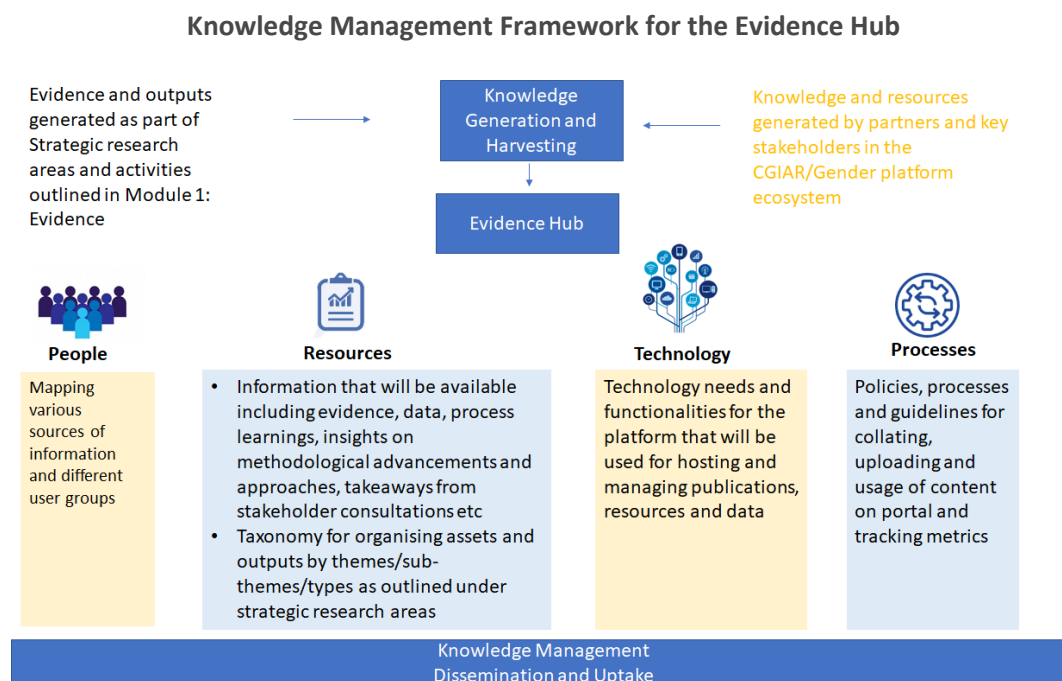 Knowledge Management Framework for the Evidence Hub
Evidence and outputs
generated as part of
Strategic research
areas and activities
outlined in Module 1:
Evidence
Knowledge
Generation and
Harvesting
Knowledge and resources
generated by partners and key
stakeholders in the
CGIAR/Gender platform
ecosystem
Evidence Hub
People
Mapping
various
sources of
information
and different
user groups
Resources
• Information that will be available
including evidence, data, process
learnings, insights on
methodological advancements and
approaches, takeaways from
stakeholder consultations etc
• Taxonomy for organising assets and
outputs by themes/sub-
themes/types as outlined under
strategic research areas
Technology
Technology needs and
functionalities for the
platform that will be
used for hosting and
managing publications,
resources and data
Processes
Policies, processes
and guidelines for
collating,
uploading and
usage of content
on portal and
tracking metrics
Knowledge Management
Dissemination and Uptake